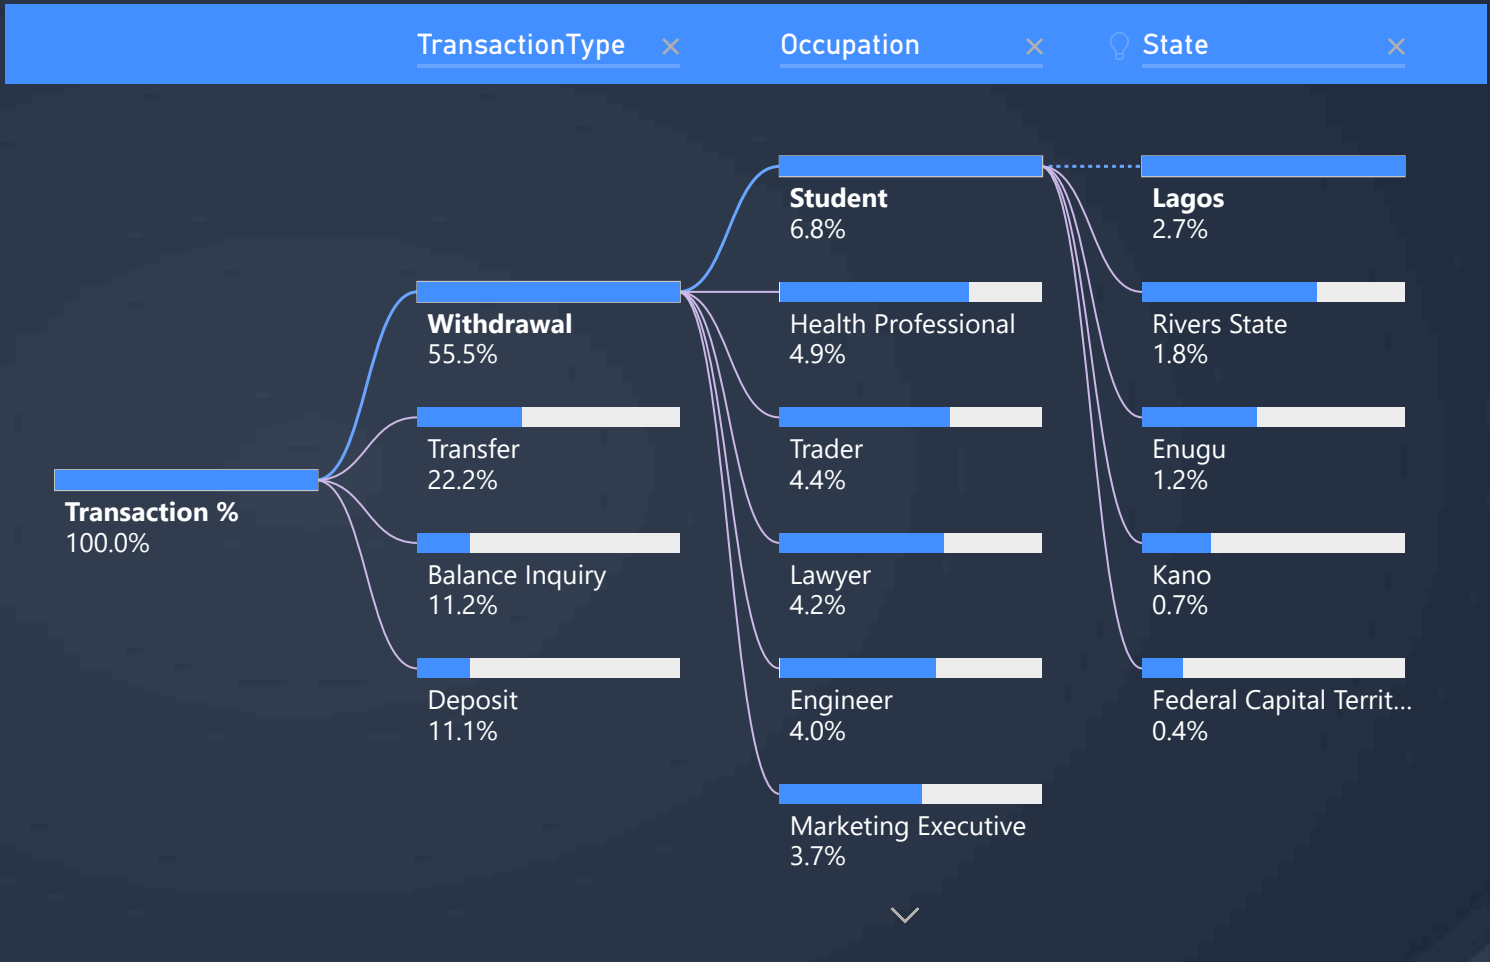 TransactionType
Occupation
State
Transaction %
100.0%
Withdrawal
55.5%
Transfer
22.2%
Balance Inquiry
11.2%
Deposit
11.1%
Student
6.8%
Health Professional
4.9%
Trader
4.4%
Lawyer
4.2%
Engineer
4.0%
Marketing Executive
3.7%
Lagos
2.7%
Rivers State
1.8%
Enugu
1.2%
Kano
0.7%
Federal Capital Territ...
0.4%